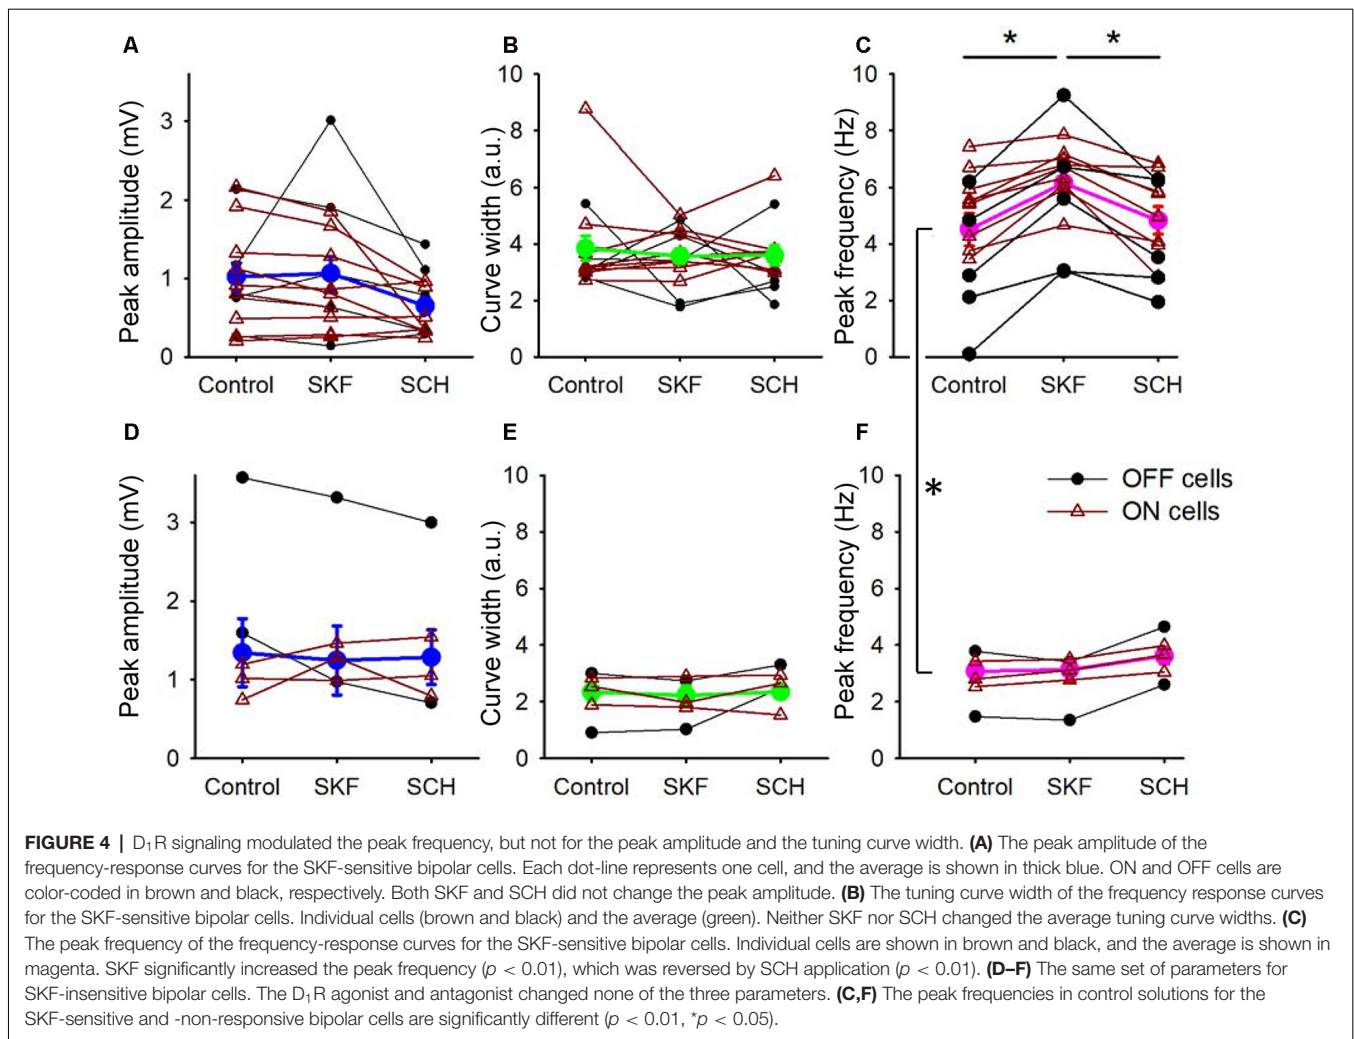 A
B
C
*
*
Peak amplitude (mV)
3
2
1
0
Control
SKF
SCH
Curve width (a.u.)
10
8
6
4
2
0
Control
SKF
SCH
Peak frequency (Hz)
10
8
6
4
2
0
Control
SKF
SCH
D
E
F
Peak amplitude (mV)
3
2
1
0
Control
SKF
SCH
Curve width (a.u.)
10
8
6
4
2
0
Control
SKF
SCH
Peak frequency (Hz)
10
8
6
4
2
0
Control
SKF
SCH
*
OFF cells
ON cells
FIGURE 4 | D₁R signaling modulated the peak frequency, but not for the peak amplitude and the tuning curve width. (A) The peak amplitude of the
frequency-response curves for the SKF-sensitive bipolar cells. Each dot-line represents one cell, and the average is shown in thick blue. ON and OFF cells are
color-coded in brown and black, respectively. Both SKF and SCH did not change the peak amplitude. (B) The tuning curve width of the frequency response curves
for the SKF-sensitive bipolar cells. Individual cells (brown and black) and the average (green). Neither SKF nor SCH changed the average tuning curve widths. (C)
The peak frequency of the frequency-response curves for the SKF-sensitive bipolar cells. Individual cells are shown in brown and black, and the average is shown in
magenta. SKF significantly increased the peak frequency (p < 0.01), which was reversed by SCH application (p < 0.01). (D–F) The same set of parameters for
SKF-insensitive bipolar cells. The D₁R agonist and antagonist changed none of the three parameters. (C,F) The peak frequencies in control solutions for the
SKF-sensitive and -non-responsive bipolar cells are significantly different (p < 0.01, *p < 0.05).